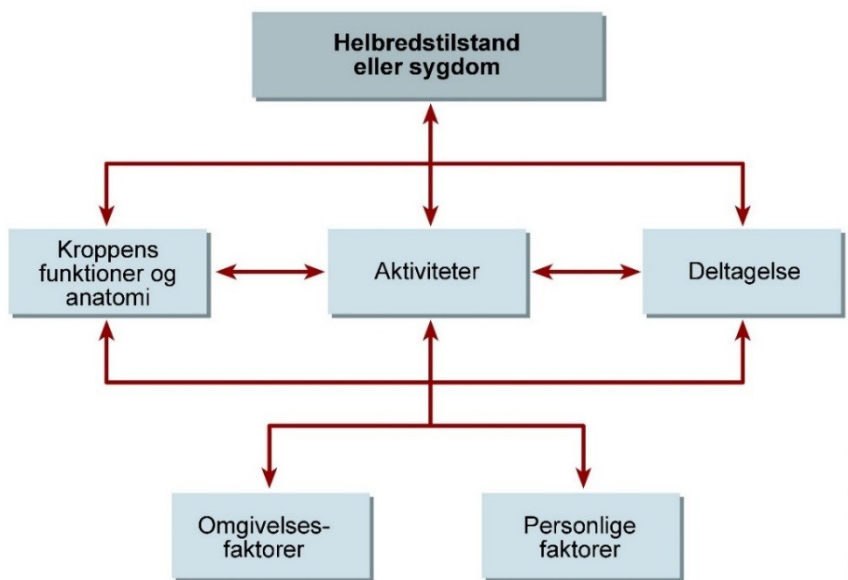 Helbredstilstand
eller sygdom
Kroppens
funktioner og
anatomi
Aktiviteter
Deltagelse
Omgivelses-
faktorer
Personlige
faktorer